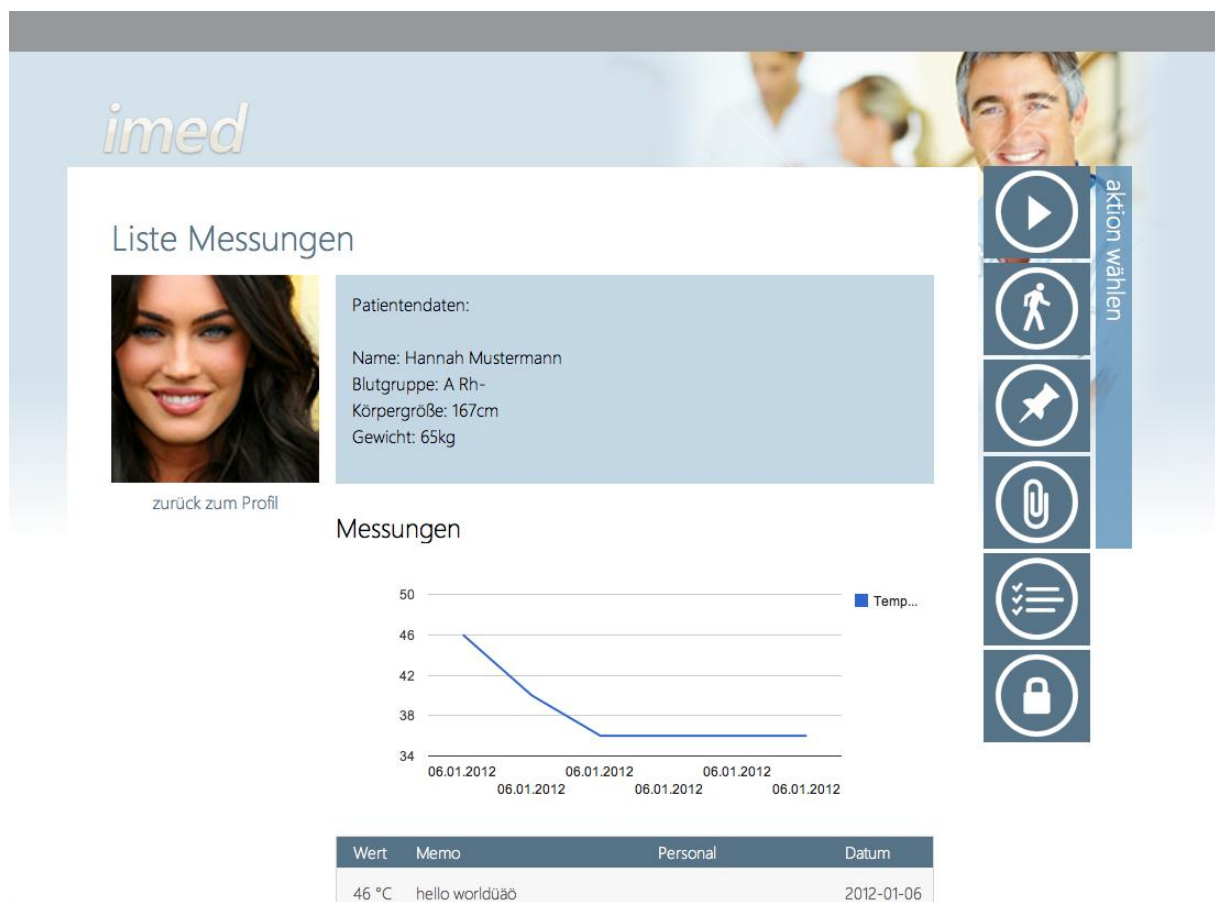 imed
aktion wählen
Liste Messungen
Patientendaten:
Name: Hannah Mustermann
Blutgruppe: A Rh-
Körpergröße: 167cm
Gewicht: 65kg
zurück zum Profil
Messungen
50
46
42
38
34
Temp...
06.01.2012 06.01.2012 06.01.2012
06.01.2012 06.01.2012 06.01.2012
Wert Memo Personal Datum
46 °C hello worldüäö 2012-01-06